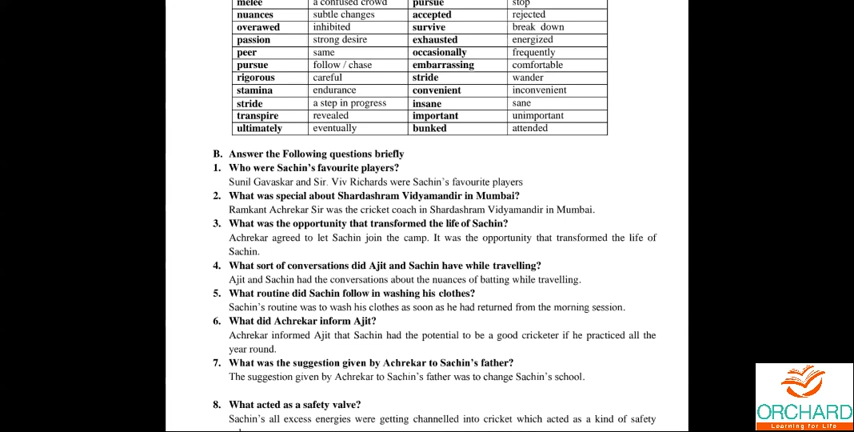 melee a confused crowd pursue stop
nuances subtle changes accepted rejected
overawed inhibited survive break down
passion strong desire exhausted energized
peer same occasionally frequently
pursue follow / chase embarrassing comfortable
rigorous careful stride wander
stamina endurance convenient inconvenient
stride a step in progress insane sane
transpire revealed important unimportant
ultimately eventually bunked attended
B. Answer the Following questions briefly
1. Who were Sachin's favourite players?
Sunil Gavaskar and Sir. Viv Richards were Sachin's favourite players
2. What was special about Shardashram Vidyamandir in Mumbai?
Ramkant Achrekar Sir was the cricket coach in Shardashram Vidyamandir in Mumbai.
3. What was the opportunity that transformed the life of Sachin?
Achrekar agreed to let Sachin join the camp. It was the opportunity that transformed the life of
Sachin.
4. What sort of conversations did Ajit and Sachin have while travelling?
Ajit and Sachin had the conversations about the nuances of batting while travelling.
5. What routine did Sachin follow in washing his clothes?
Sachin's routine was to wash his clothes as soon as he had returned from the morning session.
6. What did Achrekar inform Ajit?
Achrekar informed Ajit that Sachin had the potential to be a good cricketer if he practiced all the
year round.
7. What was the suggestion given by Achrekar to Sachin's father?
The suggestion given by Achrekar to Sachin's father was to change Sachin's school.
8. What acted as a safety valve?
Sachin's all excess energies were getting channelled into cricket which acted as a kind of safety
ORCHARD
Learning for Life